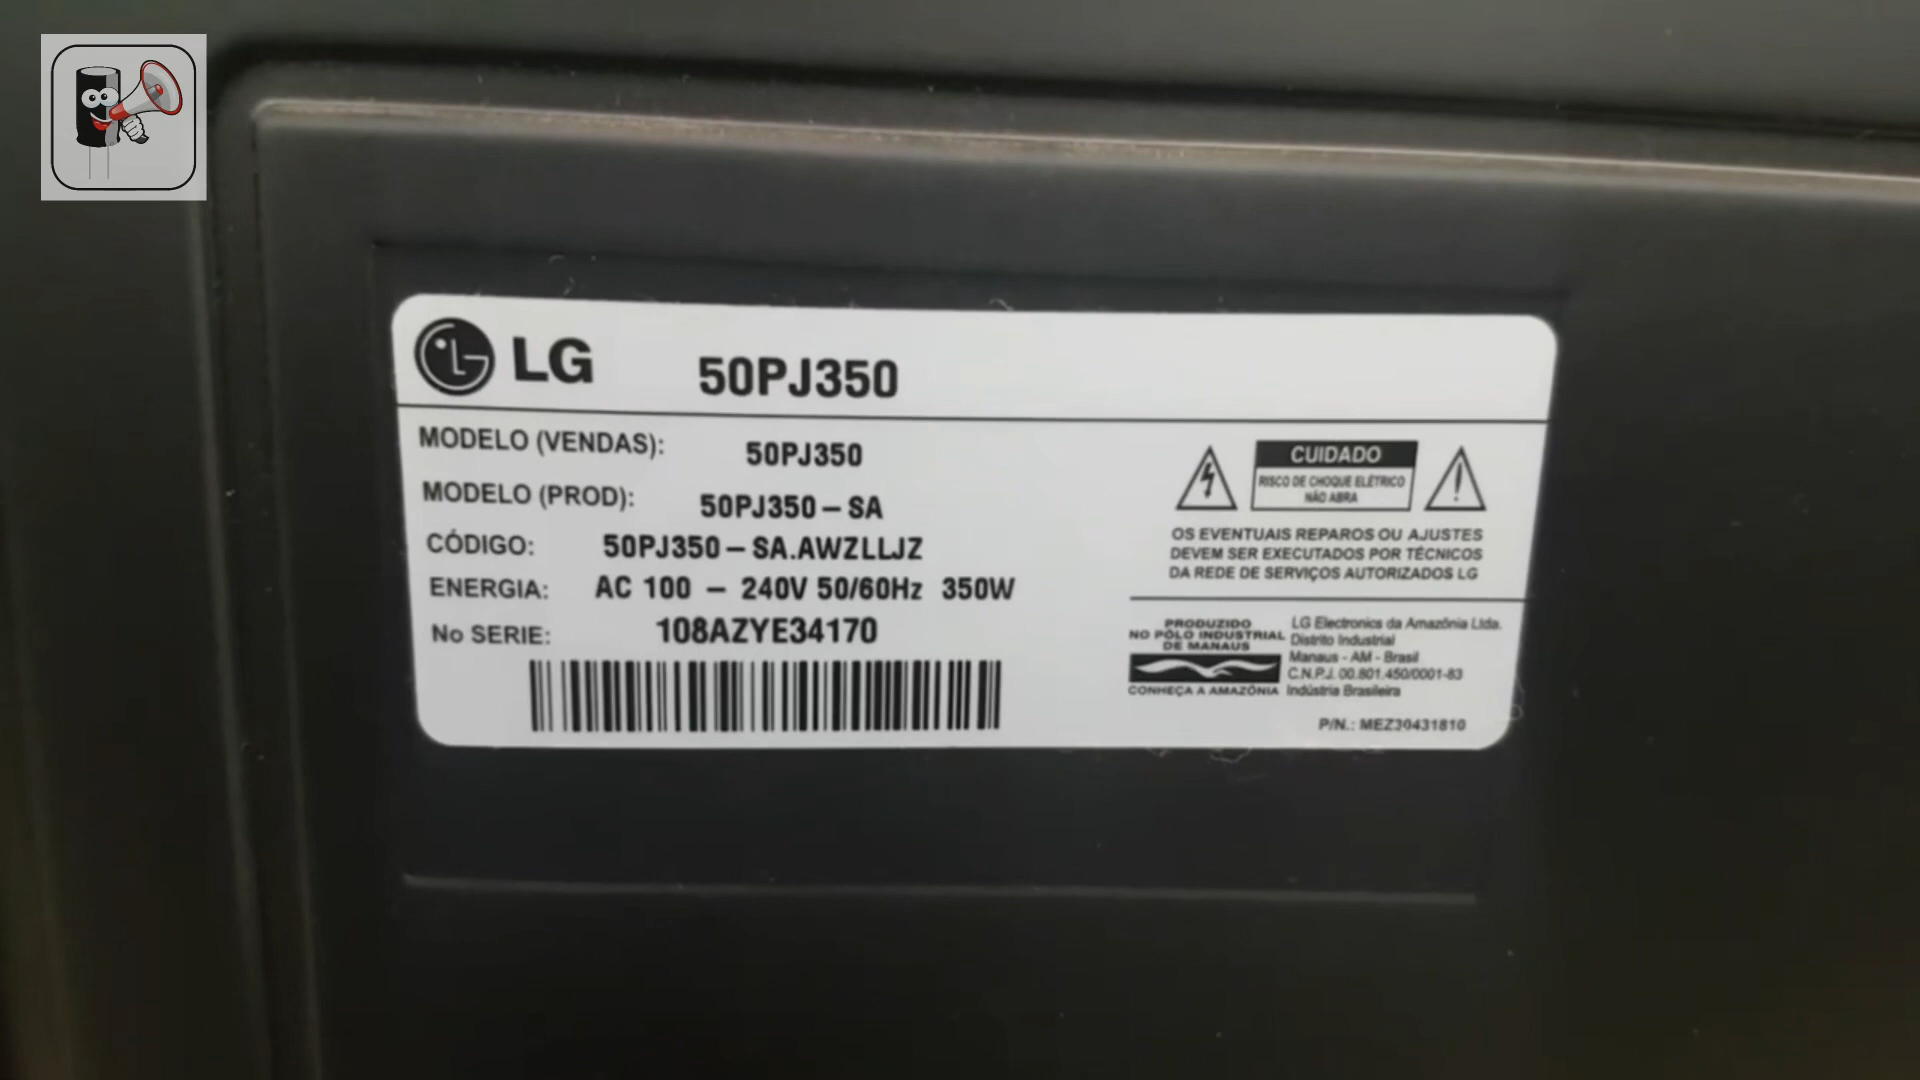 LG 50PJ350
MODELO (VENDAS): 50PJ350
MODELO (PROD): 50PJ350-SA
CÓDIGO: 50PJ350-SA.AWZLLJZ
ENERGIA: AC 100 - 240V 50/60Hz 350W
No SERIE: 108AZYE34170
CUIDADO
RISCO DE CHOQUE ELÉTRICO
NÃO ABRA
OS EVENTUAIS REPAROS OU AJUSTES
DEVEM SER EXECUTADOS POR TÉCNICOS
DA REDE DE SERVIÇOS AUTORIZADOS LG
PRODUZIDO
NO PÓLO INDUSTRIAL
DE MANAUS
CONHEÇA A AMAZÔNIA
LG Electronics da Amazônia Ltda.
Distrito Industrial
Manaus - AM - Brasil
C.N.P.J. 00.801.450/0001-83
Indústria Brasileira
P/N.: MEZ30431810